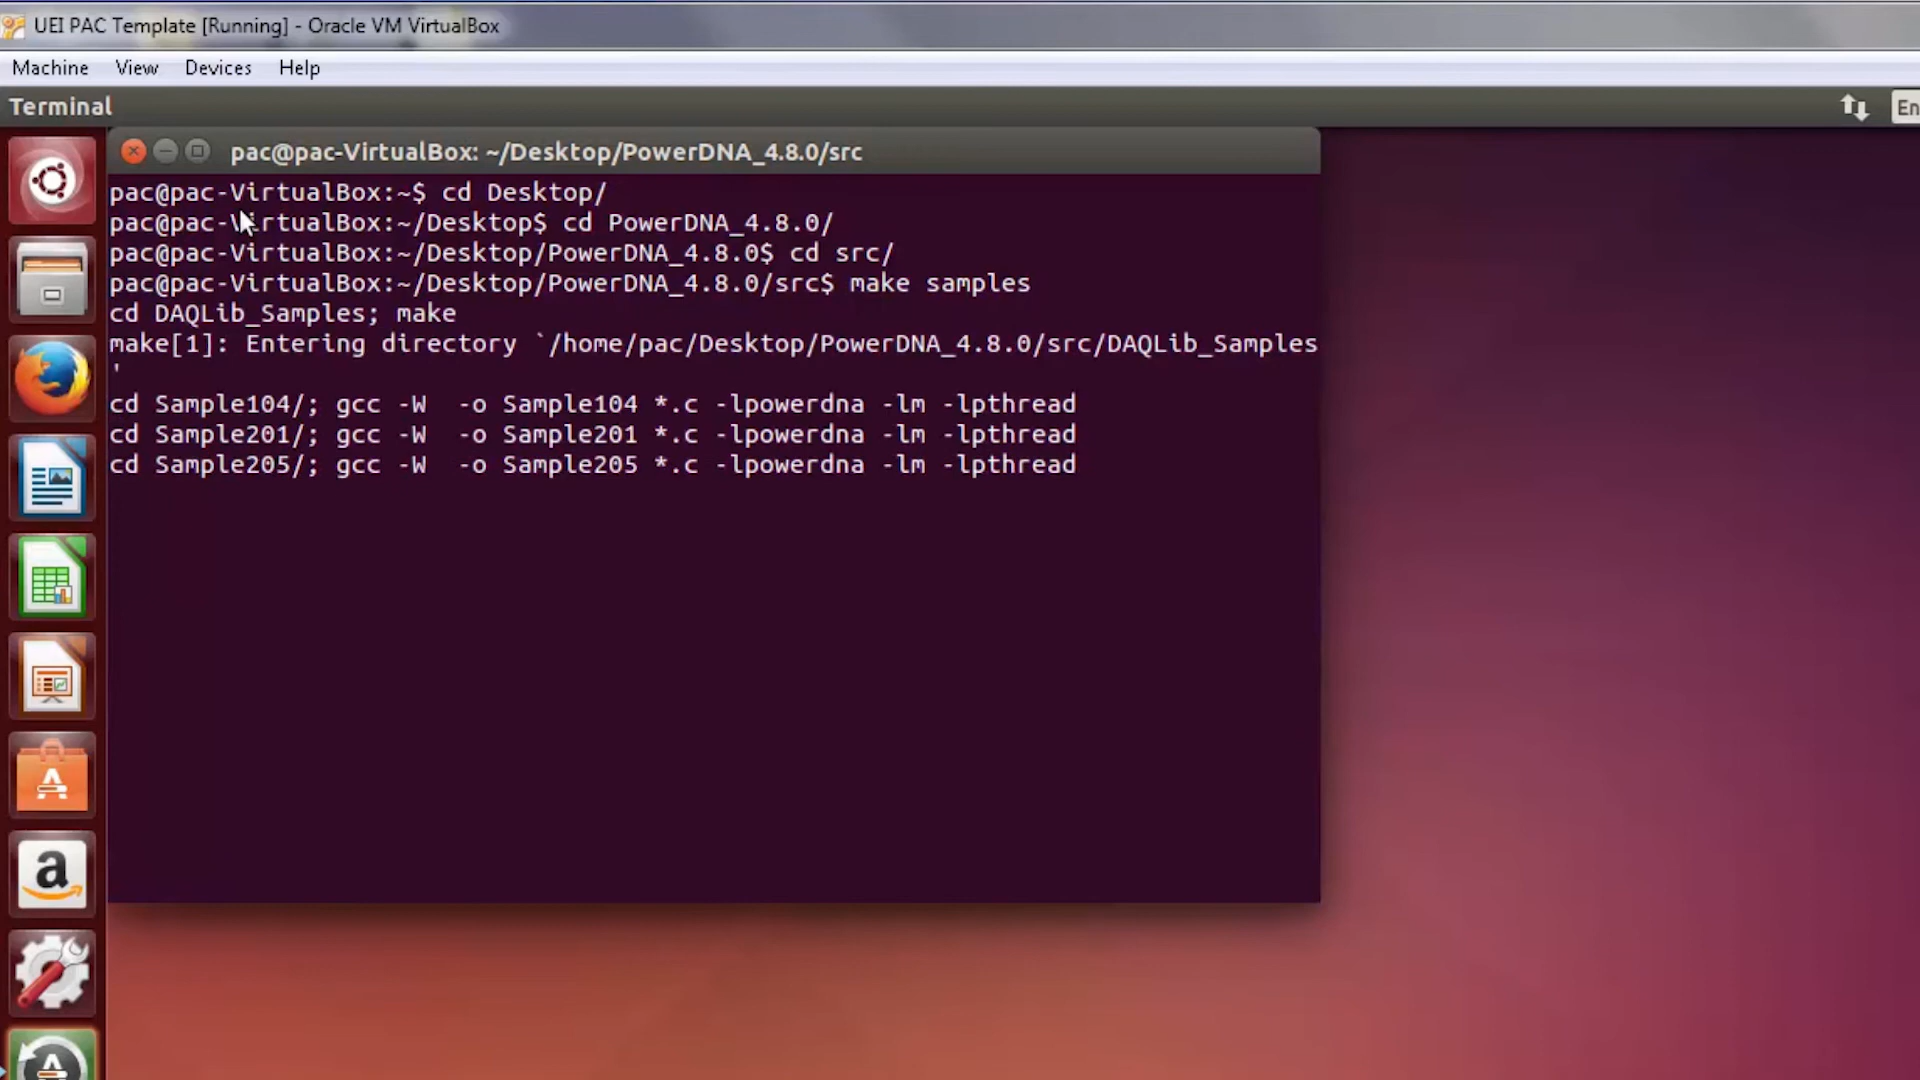 UEI PAC Template [Running] - Oracle VM VirtualBox
Machine View Devices Help
Terminal
En
pac@pac-VirtualBox: ~/Desktop/PowerDNA_4.8.0/src
pac@pac-VirtualBox:~$ cd Desktop/
pac@pac-VirtualBox:~/Desktop$ cd PowerDNA_4.8.0/
pac@pac-VirtualBox:~/Desktop/PowerDNA_4.8.0$ cd src/
pac@pac-VirtualBox:~/Desktop/PowerDNA_4.8.0/src$ make samples
cd DAQLib_Samples; make
make[1]: Entering directory `/home/pac/Desktop/PowerDNA_4.8.0/src/DAQLib_Samples
'
cd Sample104/; gcc -W  -o Sample104 *.c -lpowerdna -lm -lpthread
cd Sample201/; gcc -W  -o Sample201 *.c -lpowerdna -lm -lpthread
cd Sample205/; gcc -W  -o Sample205 *.c -lpowerdna -lm -lpthread